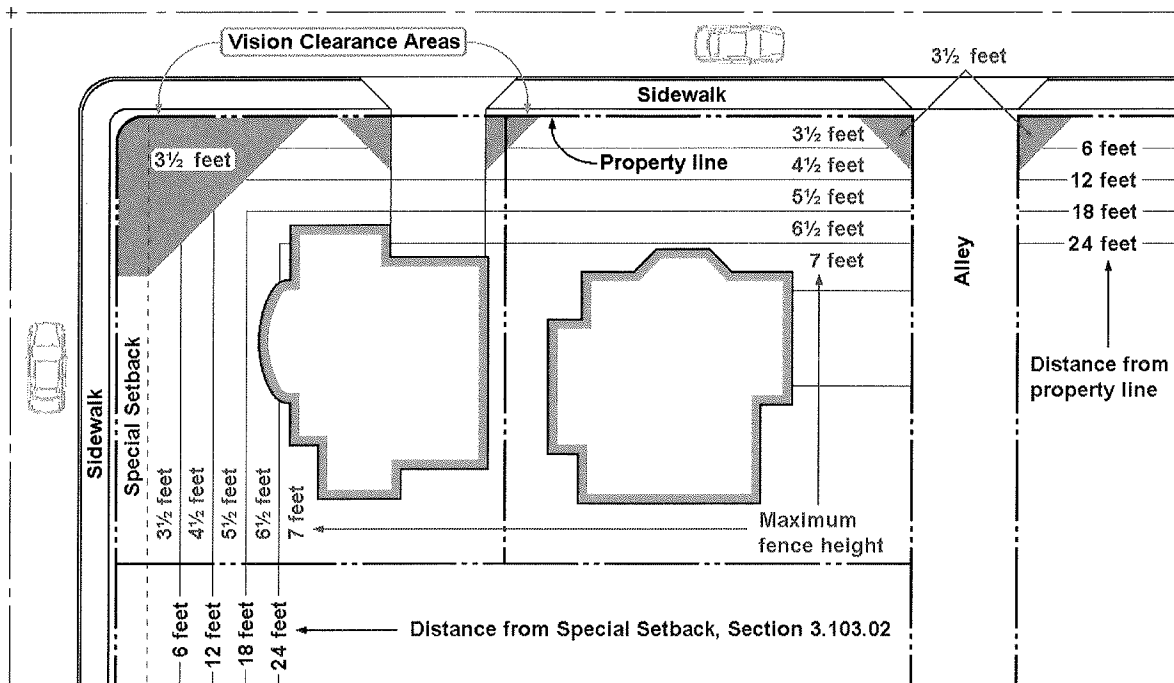 Vision Clearance Areas
3½ feet
Sidewalk
3½ feet
Property line
3½ feet
4½ feet
5½ feet
6½ feet
7 feet
6 feet
12 feet
18 feet
24 feet
Alley
Distance from
property line
Sidewalk
Special Setback
3½ feet
4½ feet
5½ feet
6½ feet
7 feet
Maximum
fence height
6 feet
12 feet
18 feet
24 feet
Distance from Special Setback, Section 3.103.02